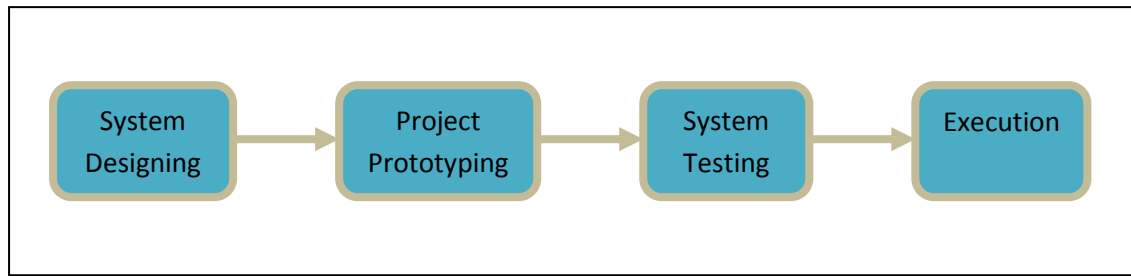 System
Designing
Project
Prototyping
System
Testing
Execution